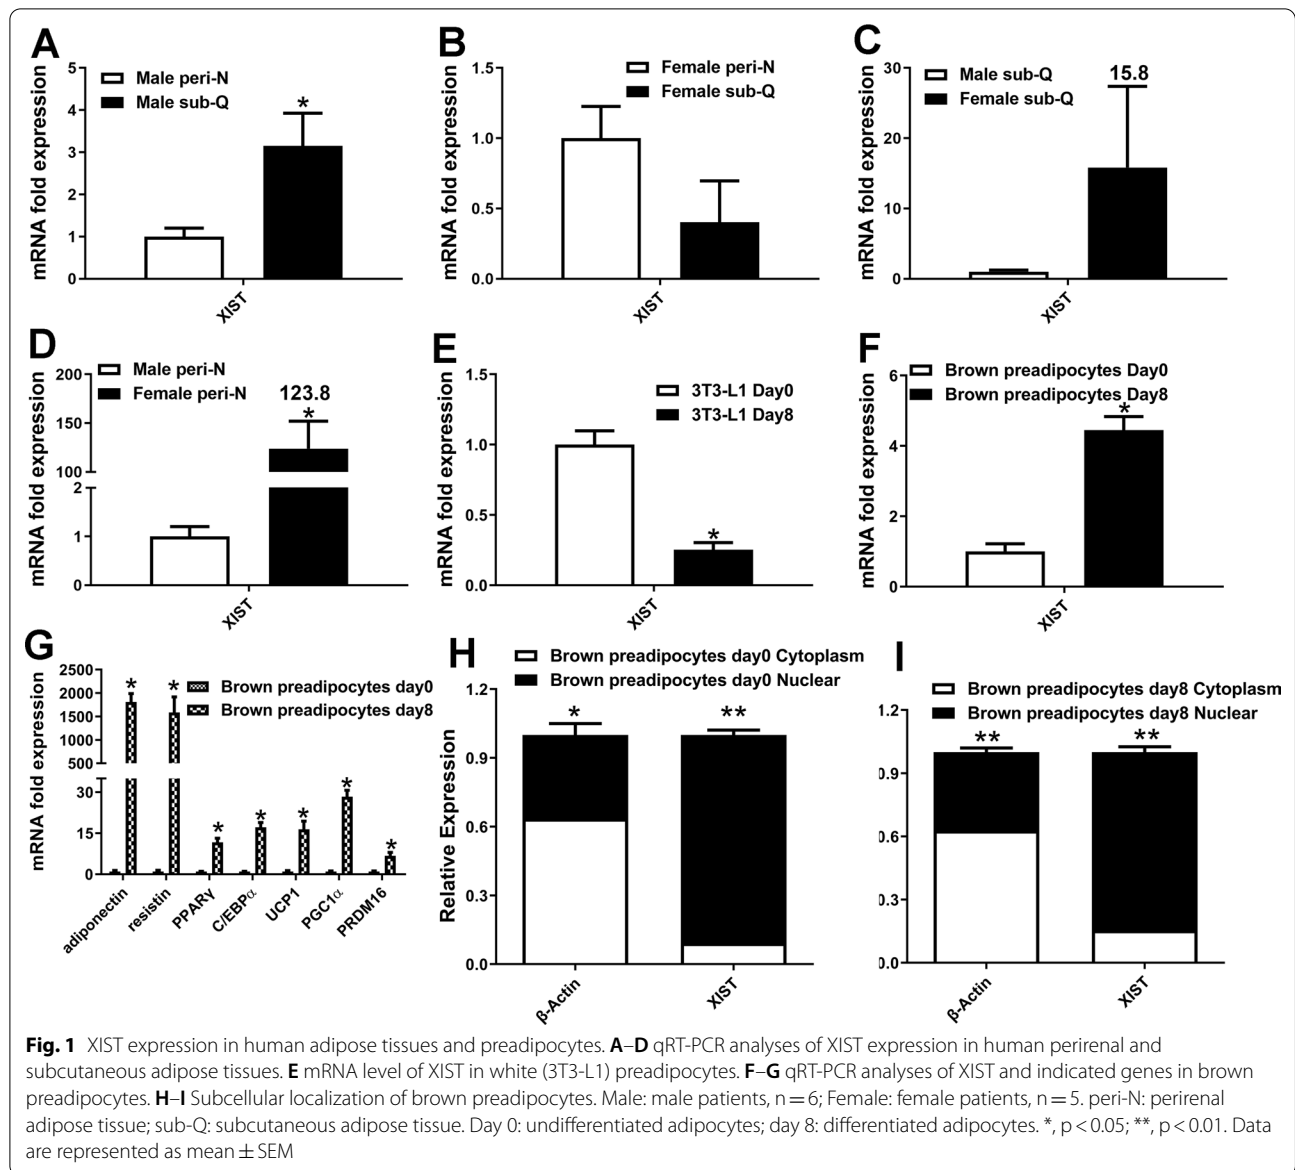 A
mRNA fold expression
5
4
3
2
1
0
Male peri-N
Male sub-Q
*
XIST
B
mRNA fold expression
1.5
1.0
0.5
0.0
Female peri-N
Female sub-Q
XIST
C
mRNA fold expression
30
20
10
0
Male sub-Q
Female sub-Q
15.8
XIST
D
mRNA fold expression
200
150
100
2
1
0
Male peri-N
Female peri-N
123.8
*
XIST
E
mRNA fold expression
1.5
1.0
0.5
0.0
3T3-L1 Day0
3T3-L1 Day8
*
XIST
F
mRNA fold expression
6
4
2
0
Brown preadipocytes Day0
Brown preadipocytes Day8
*
XIST
G
mRNA fold expression
2500
2000
1500
1000
500
30
15
0
Brown preadipocytes day0
Brown preadipocytes day8
* * * * * * *
adiponectin
resistin
PPARγ
C/EBPα
UCP1
PGC1α
PRDM16
H
Relative Expression
1.2
0.9
0.6
0.3
0.0
Brown preadipocytes day0 Cytoplasm
Brown preadipocytes day0 Nuclear
* **
β-Actin
XIST
I
1.2
0.9
0.6
0.3
0.0
Brown preadipocytes day8 Cytoplasm
Brown preadipocytes day8 Nuclear
** **
β-Actin
XIST
Fig. 1 XIST expression in human adipose tissues and preadipocytes. A–D qRT-PCR analyses of XIST expression in human perirenal and
subcutaneous adipose tissues. E mRNA level of XIST in white (3T3-L1) preadipocytes. F–G qRT-PCR analyses of XIST and indicated genes in brown
preadipocytes. H–I Subcellular localization of brown preadipocytes. Male: male patients, n = 6; Female: female patients, n = 5. peri-N: perirenal
adipose tissue; sub-Q: subcutaneous adipose tissue. Day 0: undifferentiated adipocytes; day 8: differentiated adipocytes. *, p < 0.05; **, p < 0.01. Data
are represented as mean ± SEM